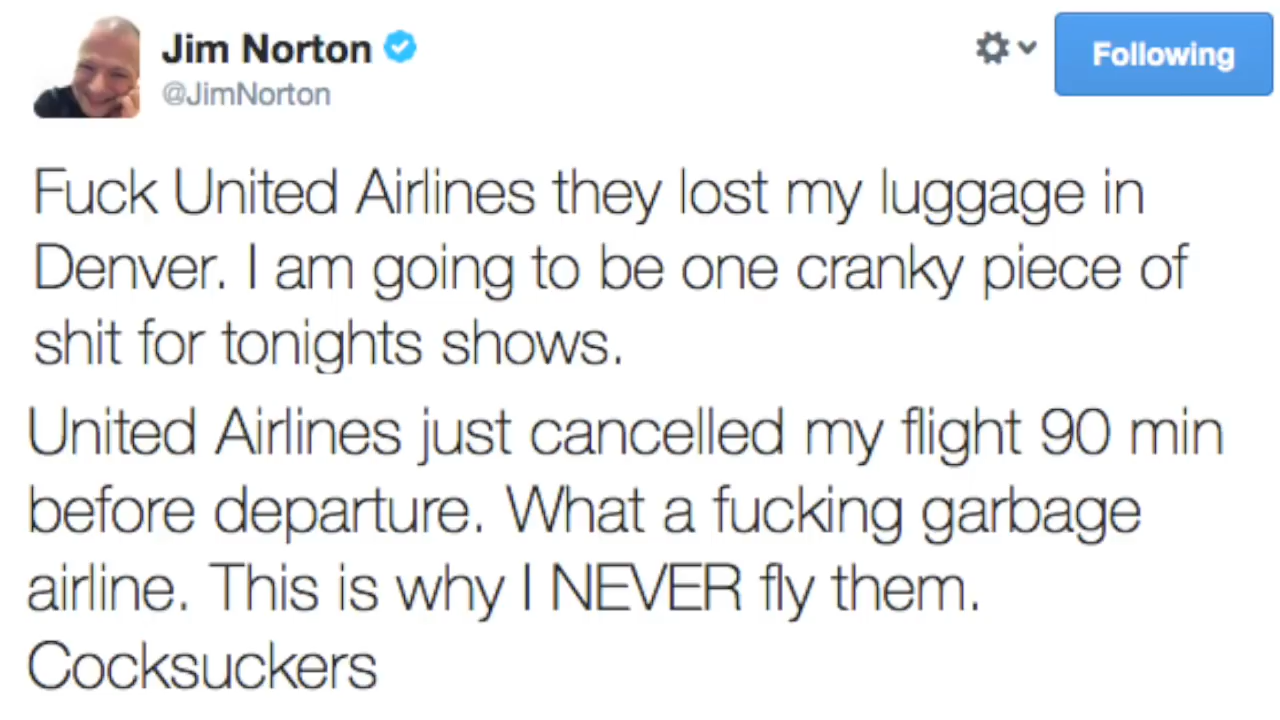 Jim Norton
@JimNorton
Following
Fuck United Airlines they lost my luggage in
Denver. I am going to be one cranky piece of
shit for tonights shows.
United Airlines just cancelled my flight 90 min
before departure. What a fucking garbage
airline. This is why I NEVER fly them.
Cocksuckers